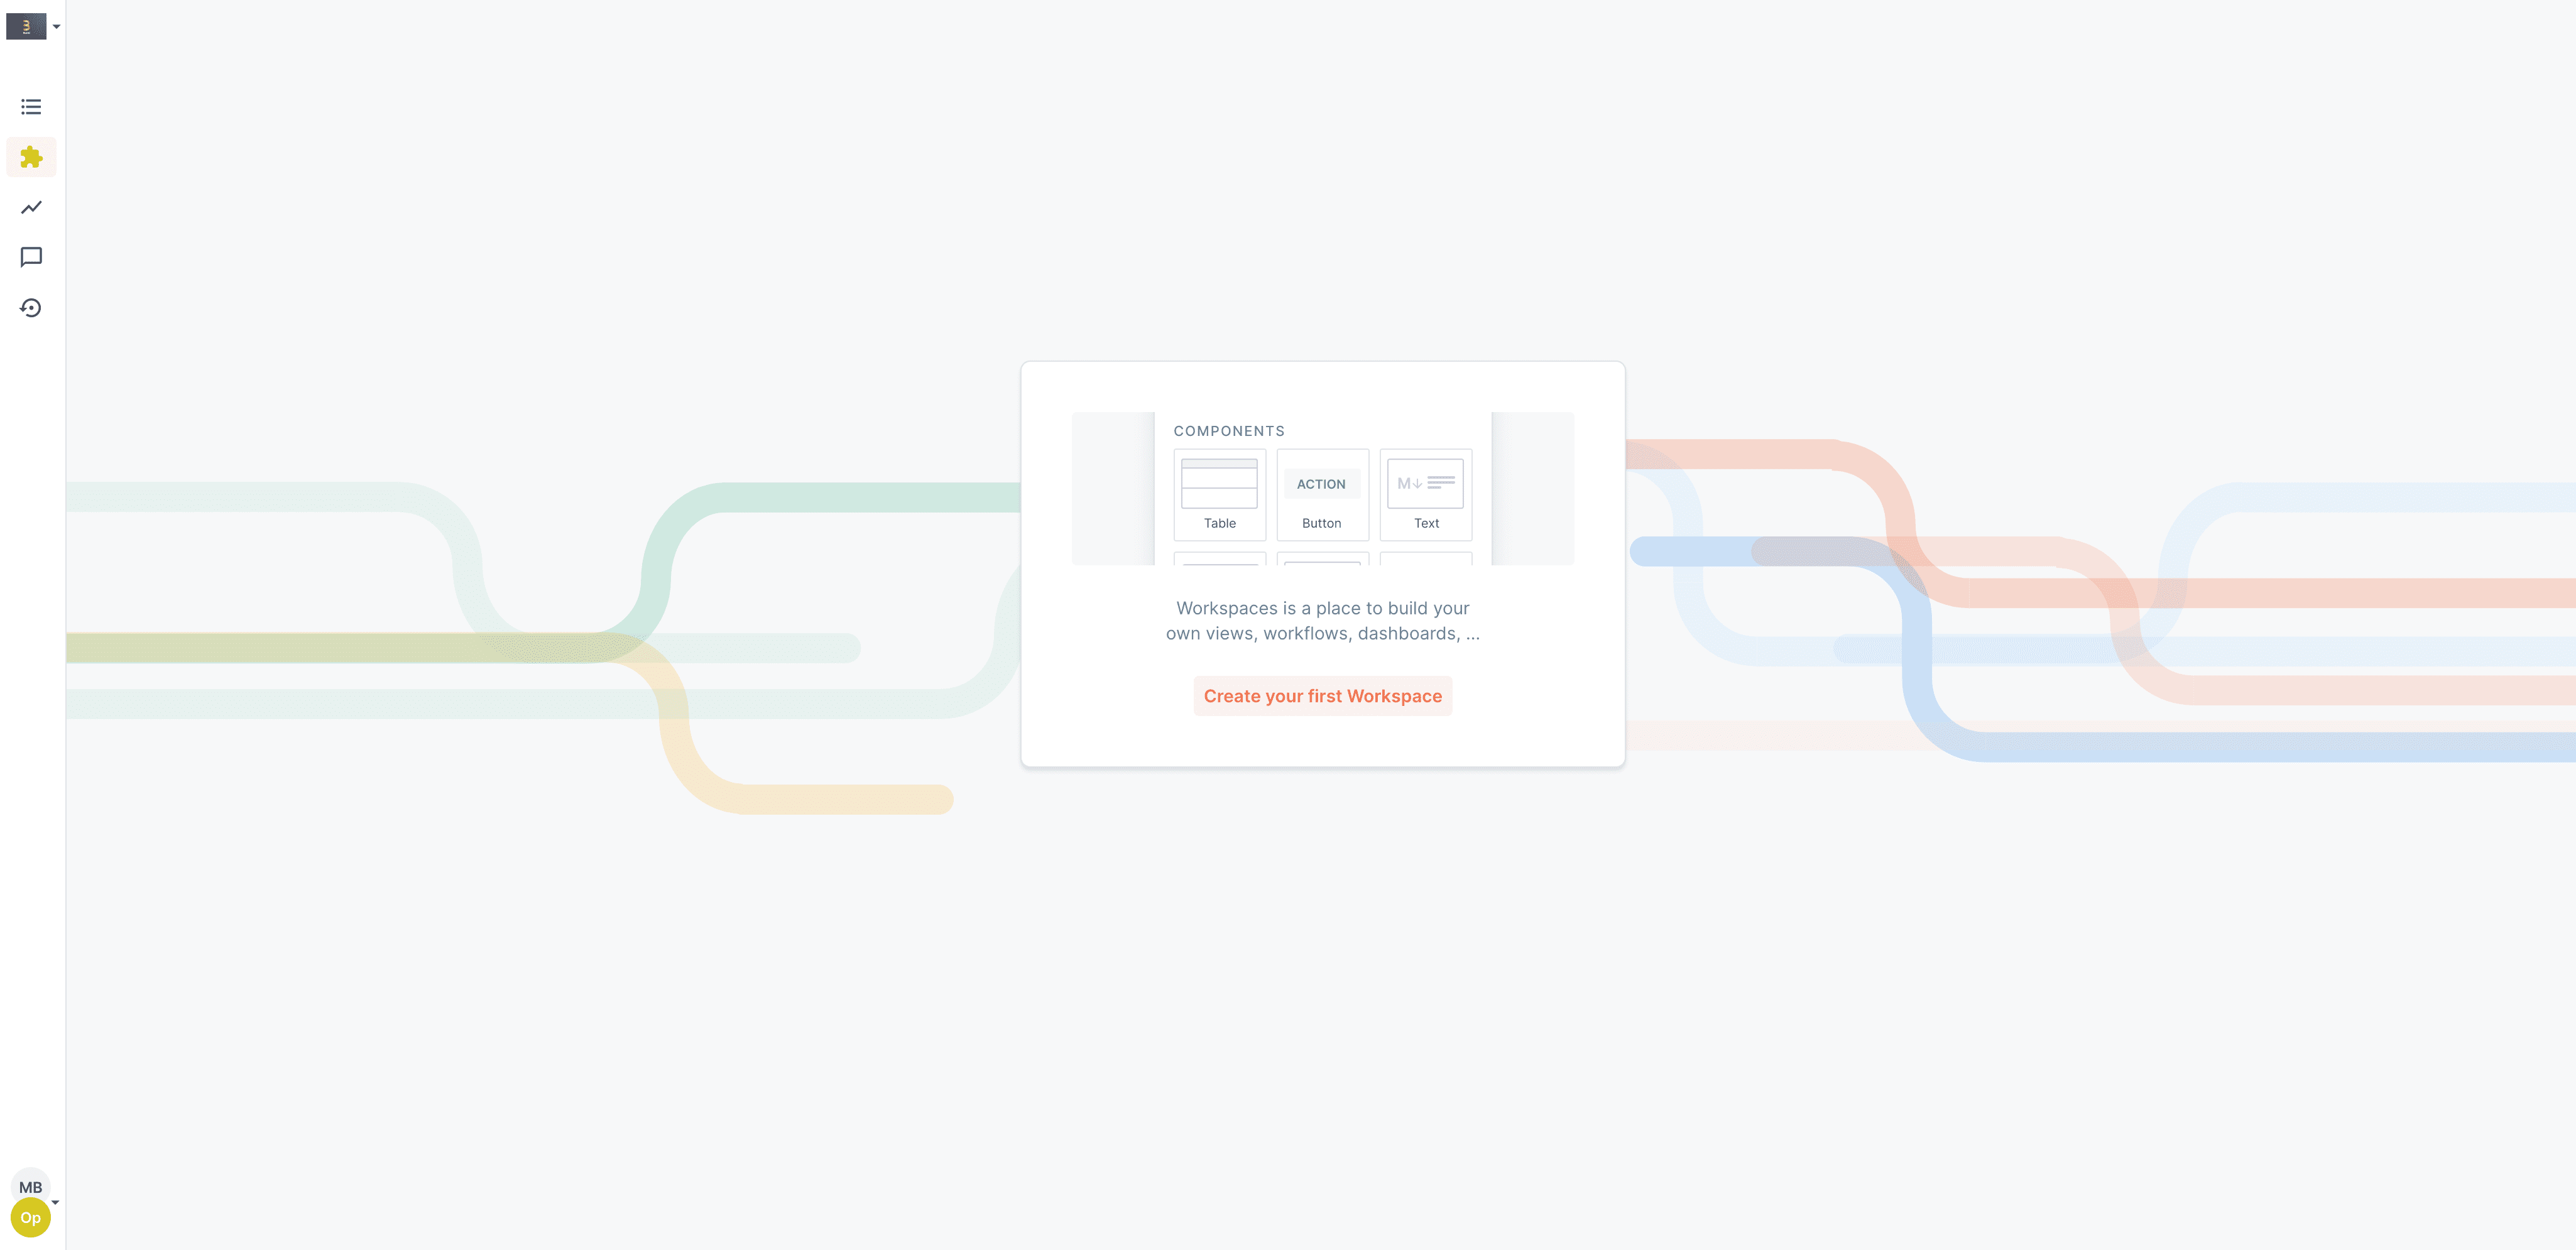 COMPONENTS
ACTION
M
Table
Button
Text
Workspaces is a place to build your
own views, workflows, dashboards, ...
Create your first Workspace
MB
Op